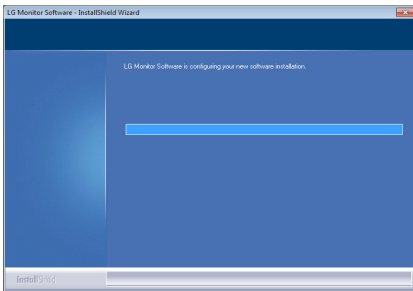 LG Monitor Software - InstallShield Wizard
LG Monitor Software is configuring your new software installation.
InstallShield